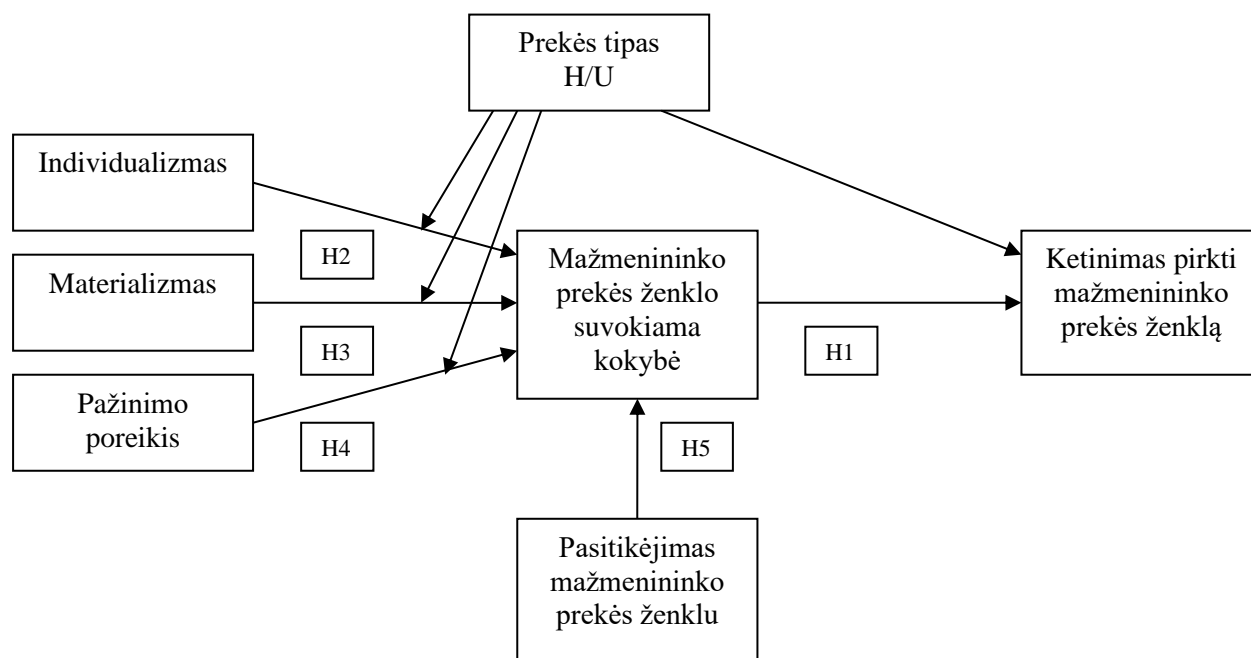 Prekės tipas
H/U
Individualizmas
H2
Materializmas
H3
Pažinimo
poreikis
H4
Mažmenininko
prekės ženklo
suvokiama
kokybė
H1
Ketinimas pirkti
mažmenininko
prekės ženklą
H5
Pasitikėjimas
mažmenininko
prekės ženklu